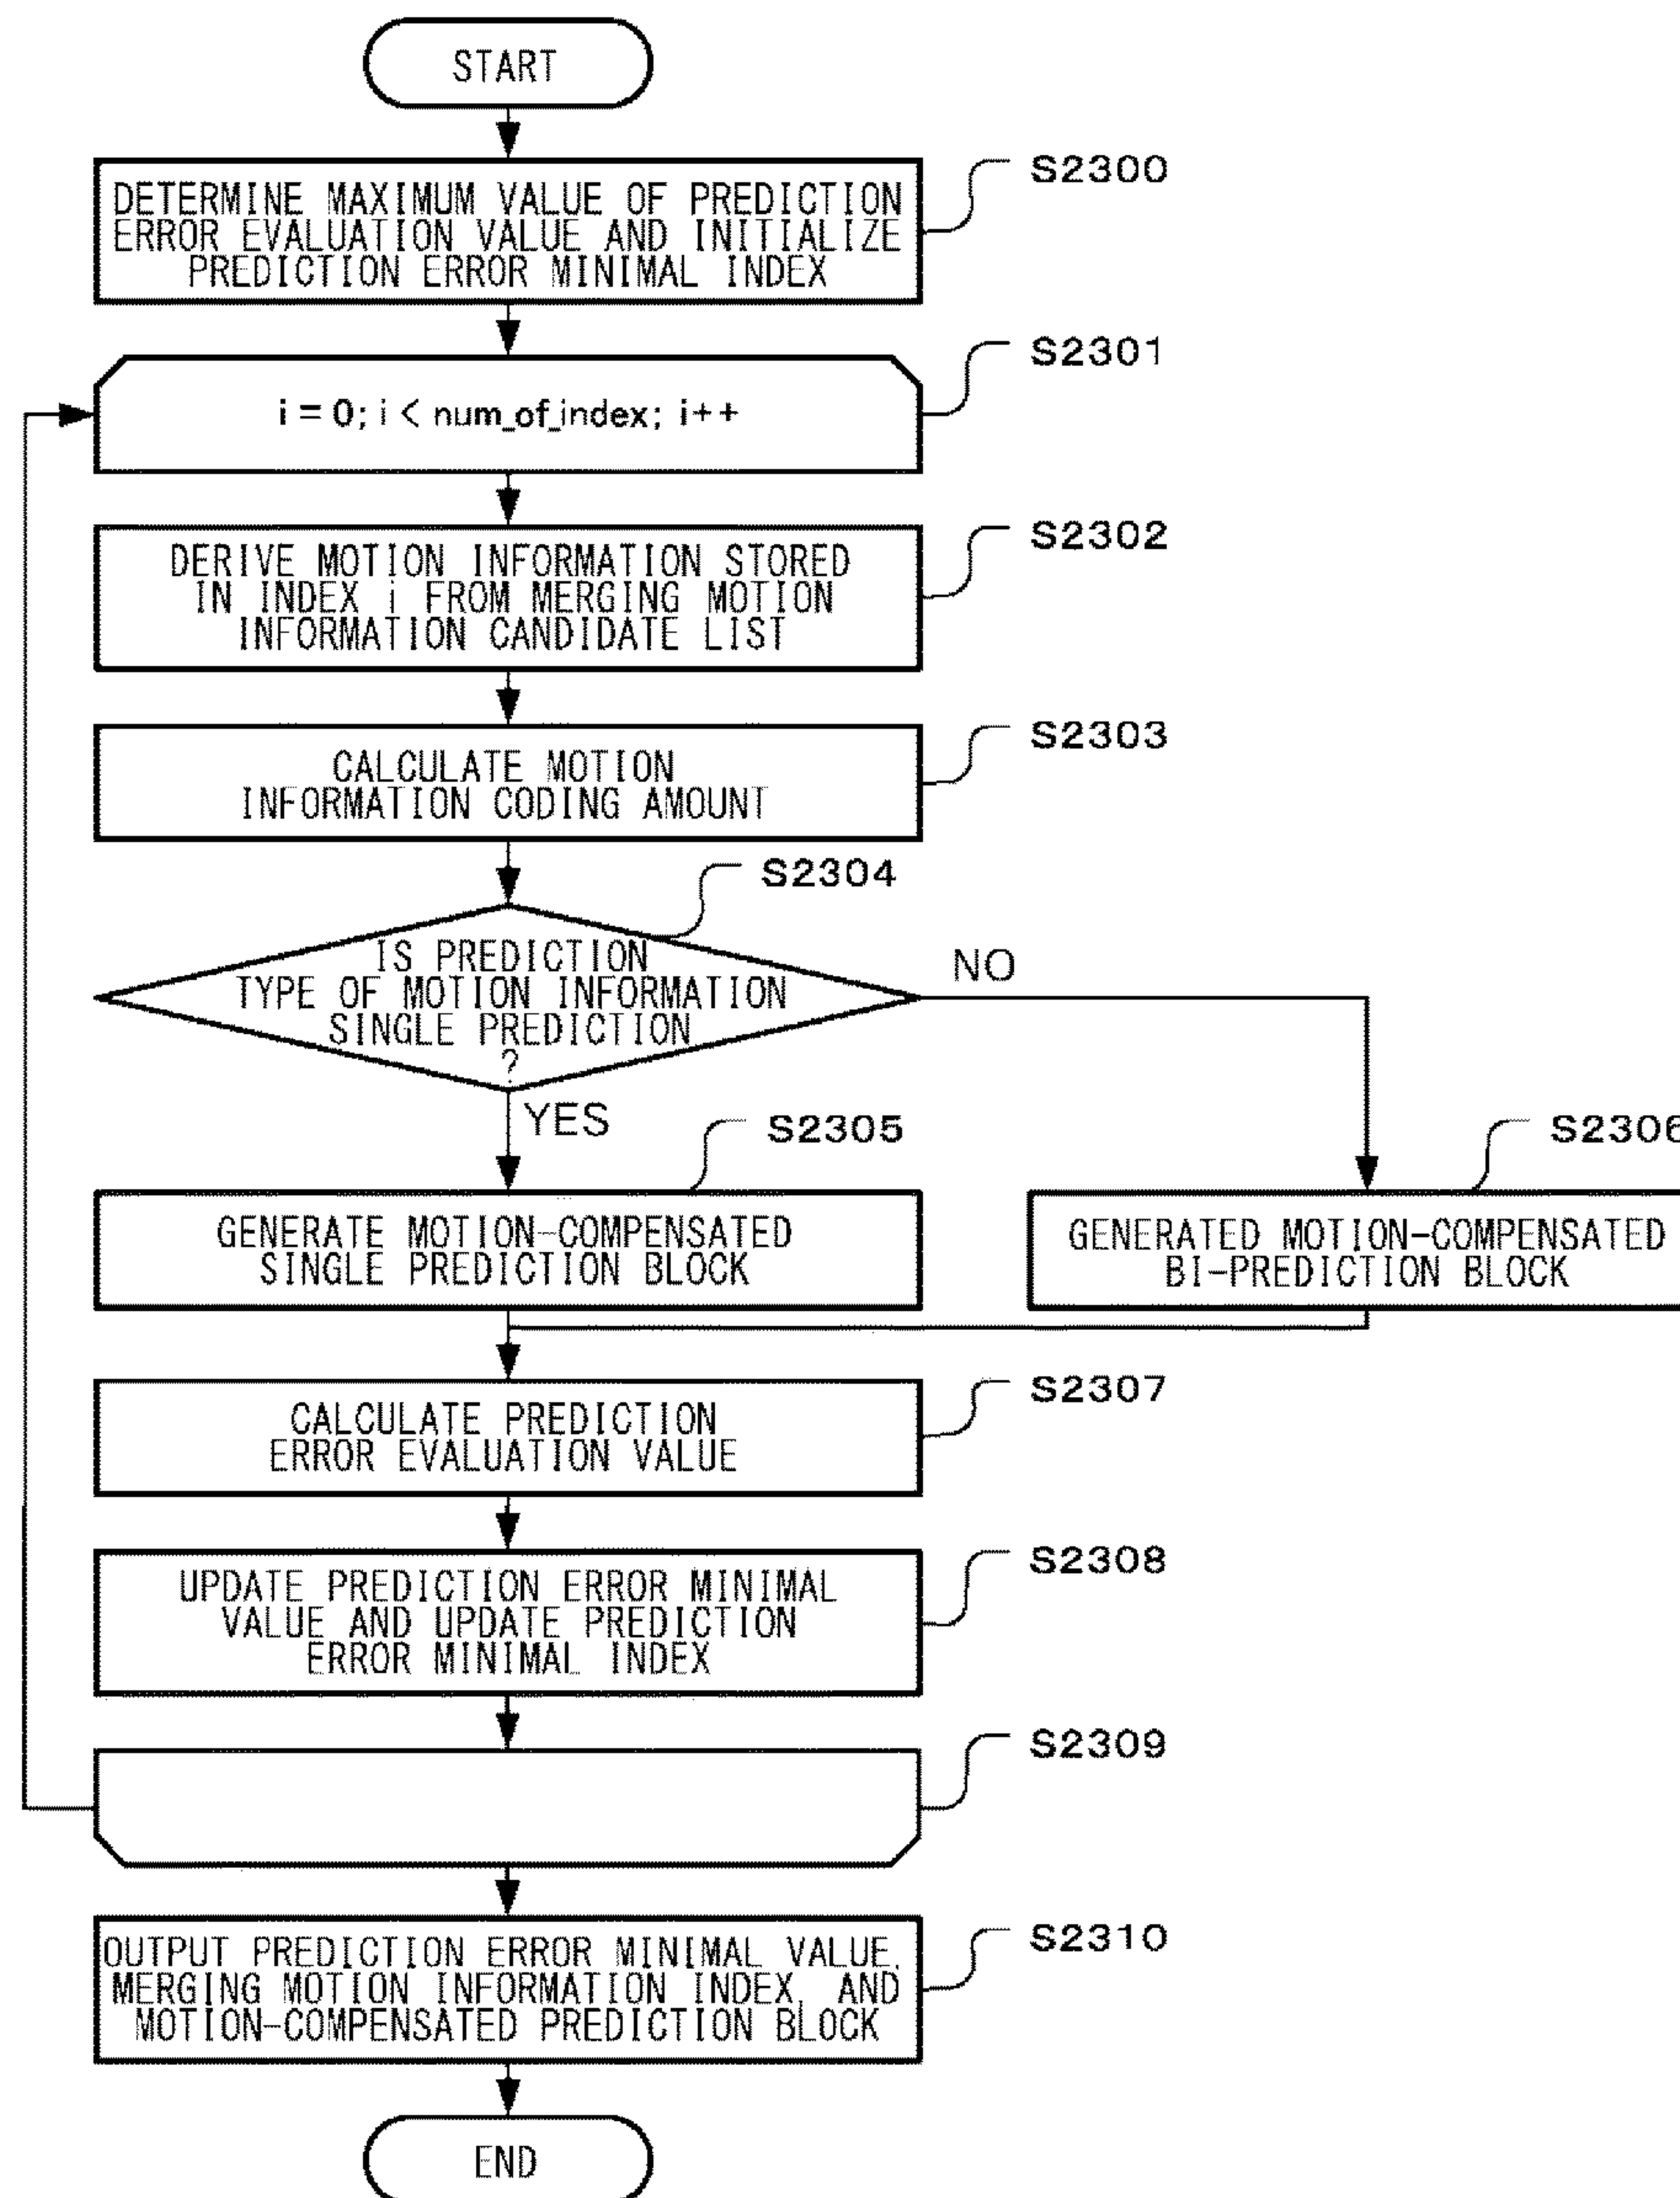 START
S2300
DETERMINE MAXIMUM VALUE OF PREDICTION
ERROR EVALUATION VALUE AND INITIALIZE
PREDICTION ERROR MINIMAL INDEX
S2301
i = 0; i < num_of_index; i++
S2302
DERIVE MOTION INFORMATION STORED
IN INDEX i FROM MERGING MOTION
INFORMATION CANDIDATE LIST
S2303
CALCULATE MOTION
INFORMATION CODING AMOUNT
S2304
IS PREDICTION
TYPE OF MOTION INFORMATION
SINGLE PREDICTION
?
NO
YES
S2305
S2306
GENERATE MOTION-COMPENSATED
SINGLE PREDICTION BLOCK
GENERATED MOTION-COMPENSATED
BI-PREDICTION BLOCK
S2307
CALCULATE PREDICTION
ERROR EVALUATION VALUE
S2308
UPDATE PREDICTION ERROR MINIMAL
VALUE AND UPDATE PREDICTION
ERROR MINIMAL INDEX
S2309
S2310
OUTPUT PREDICTION ERROR MINIMAL VALUE,
MERGING MOTION INFORMATION INDEX, AND
MOTION-COMPENSATED PREDICTION BLOCK
END